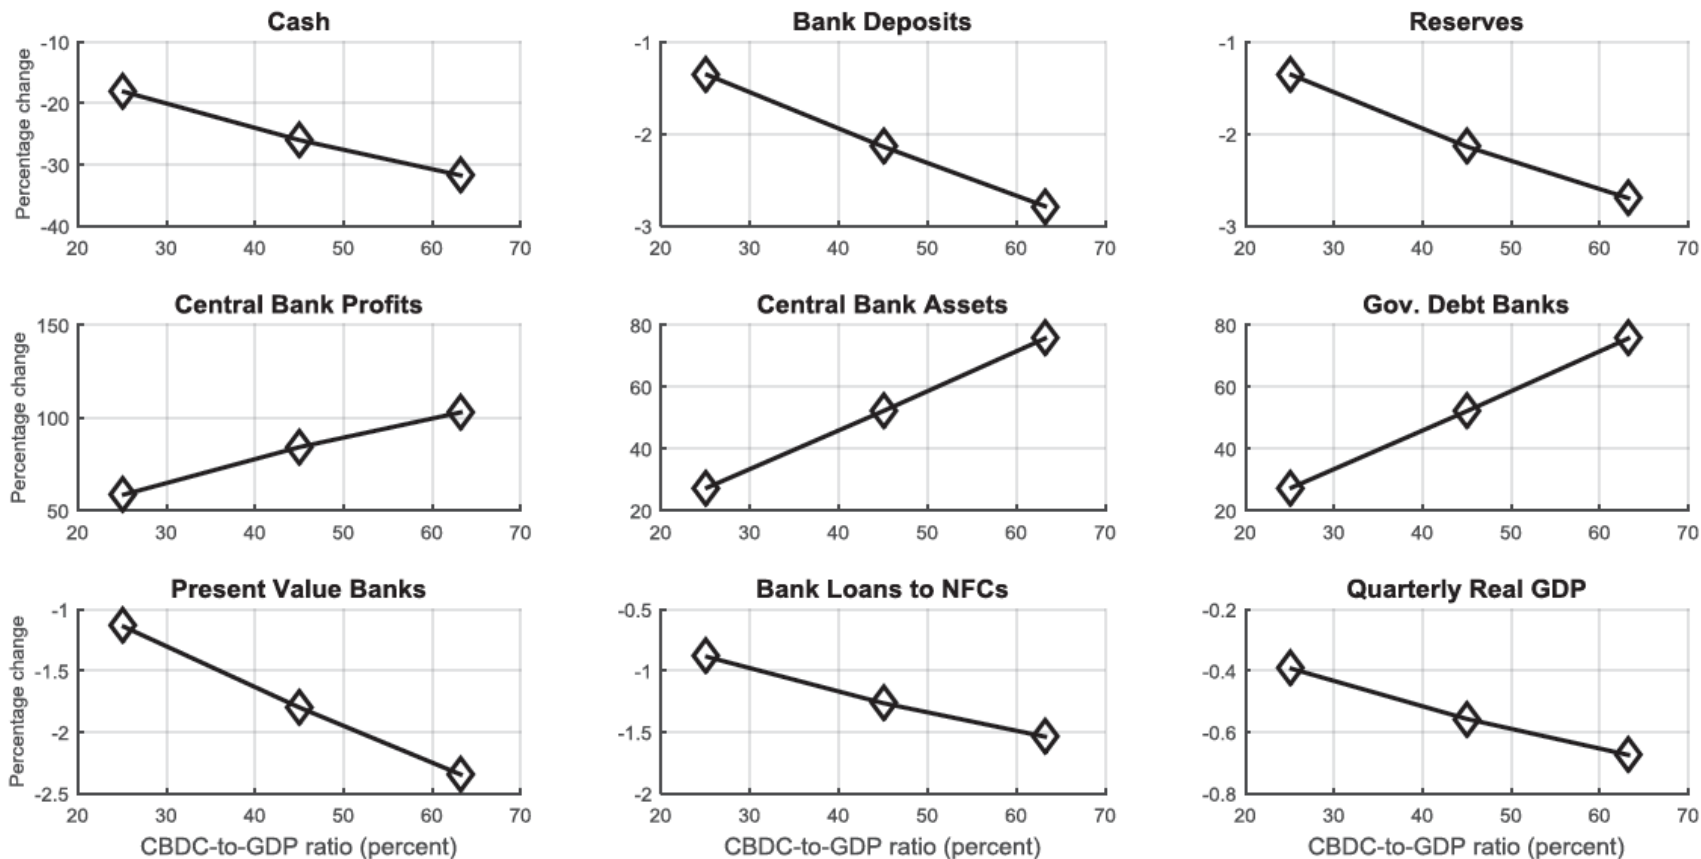 Cash
Bank Deposits
Reserves
Percentage change
-10
-20
-30
-40
20 30 40 50 60 70
-1
-2
-3
20 30 40 50 60 70
-1
-2
-3
20 30 40 50 60 70
Central Bank Profits
Central Bank Assets
Gov. Debt Banks
Percentage change
150
100
50
20 30 40 50 60 70
80
60
40
20
20 30 40 50 60 70
80
60
40
20
20 30 40 50 60 70
Present Value Banks
Bank Loans to NFCs
Quarterly Real GDP
Percentage change
-1
-1.5
-2
-2.5
20 30 40 50 60 70
-0.5
-1
-1.5
-2
20 30 40 50 60 70
-0.2
-0.4
-0.6
-0.8
20 30 40 50 60 70
CBDC-to-GDP ratio (percent)
CBDC-to-GDP ratio (percent)
CBDC-to-GDP ratio (percent)